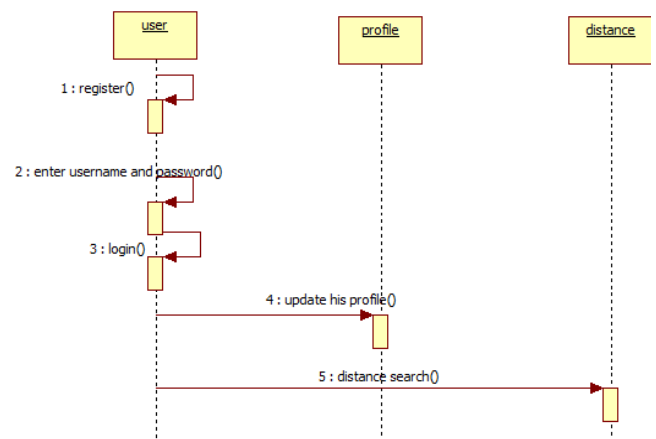 user
profile
distance
1 : register()
2 : enter username and password()
3 : login()
4 : update his profile()
5 : distance search()